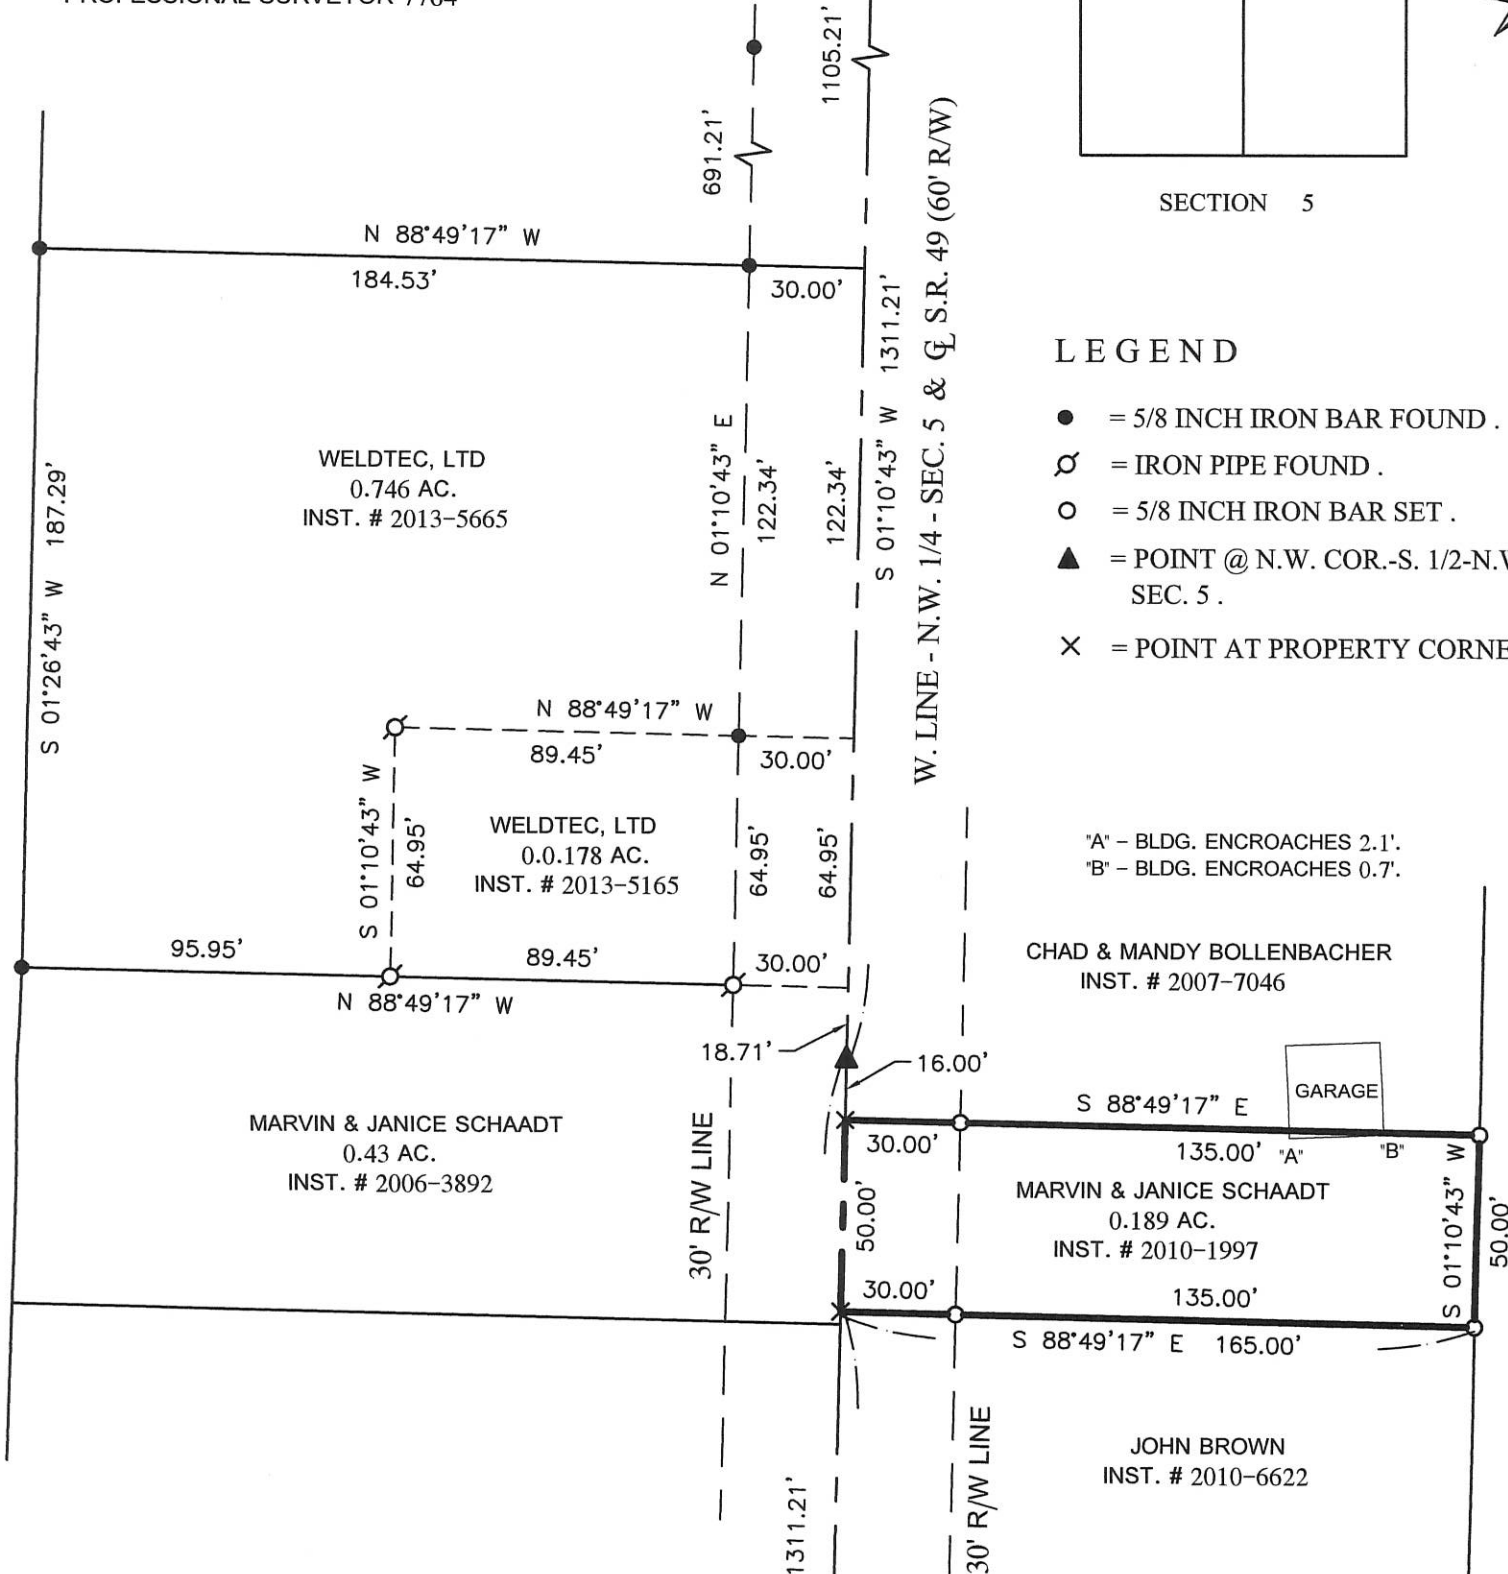 PROFESSIONAL SURVEYOR 7764
1105.21'
691.21'
SECTION 5
N 88°49'17" W
184.53'
30.00'
1311.21'
S 01°10'43" W
W. LINE - N.W. 1/4 - SEC. 5 & ℄ S.R. 49 (60' R/W)
LEGEND
= 5/8 INCH IRON BAR FOUND .
= IRON PIPE FOUND .
= 5/8 INCH IRON BAR SET .
= POINT @ N.W. COR.-S. 1/2-N.W
SEC. 5 .
= POINT AT PROPERTY CORNE
S 01°26'43" W 187.29'
WELDTEC, LTD
0.746 AC.
INST. # 2013-5665
N 01°10'43" E
122.34'
122.34'
N 88°49'17" W
89.45'
30.00'
S 01°10'43" W
64.95'
WELDTEC, LTD
0.0.178 AC.
INST. # 2013-5165
64.95'
64.95'
"A" - BLDG. ENCROACHES 2.1'.
"B" - BLDG. ENCROACHES 0.7'.
95.95'
89.45'
30.00'
N 88°49'17" W
CHAD & MANDY BOLLENBACHER
INST. # 2007-7046
18.71'
16.00'
GARAGE
S 88°49'17" E
30.00'
135.00'
"A"
"B"
MARVIN & JANICE SCHAADT
0.43 AC.
INST. # 2006-3892
30' R/W LINE
50.00'
MARVIN & JANICE SCHAADT
0.189 AC.
INST. # 2010-1997
S 01°10'43" W
50.00'
30.00'
135.00'
S 88°49'17" E 165.00'
JOHN BROWN
INST. # 2010-6622
1311.21'
30' R/W LINE